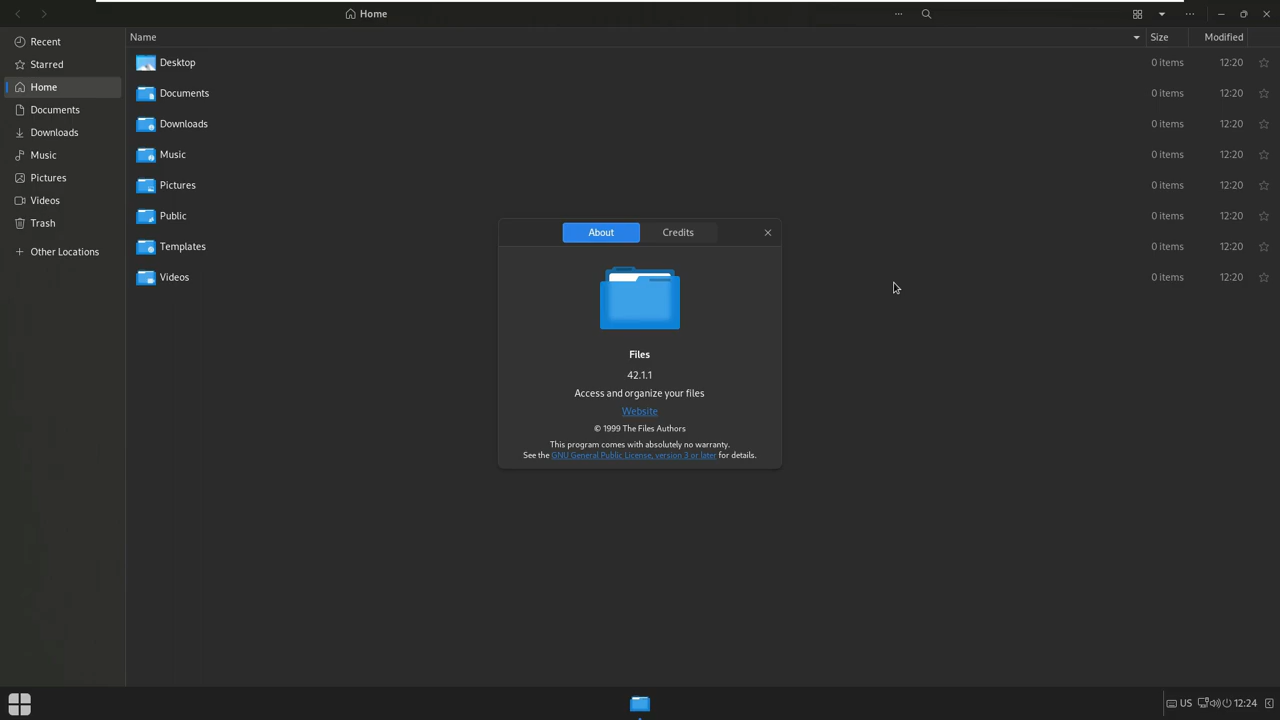 Home
Recent
Starred
Home
Documents
Downloads
Music
Pictures
Videos
Trash
Other Locations
Name Size Modified
Desktop 0 items 12:20
Documents 0 items 12:20
Downloads 0 items 12:20
Music 0 items 12:20
Pictures 0 items 12:20
Public 0 items 12:20
Templates 0 items 12:20
Videos 0 items 12:20
About Credits
Files
42.1.1
Access and organize your files
Website
© 1999 The Files Authors
This program comes with absolutely no warranty.
See the GNU General Public License, version 3 or later for details.
US 12:24